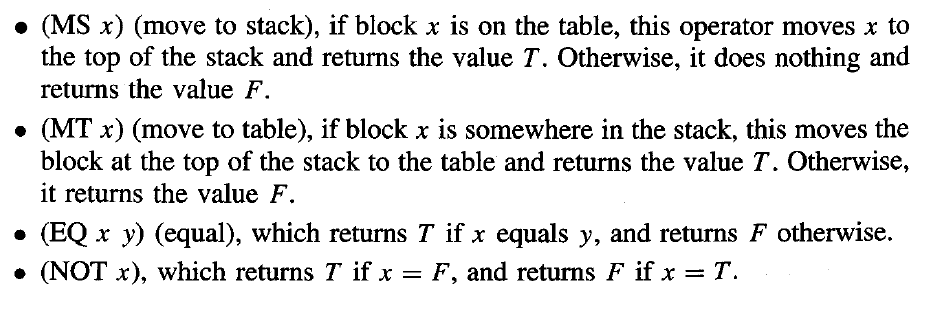 • (MS x) (move to stack), if block x is on the table, this operator moves x to
the top of the stack and returns the value T. Otherwise, it does nothing and
returns the value F.
• (MT x) (move to table), if block x is somewhere in the stack, this moves the
block at the top of the stack to the table and returns the value T. Otherwise,
it returns the value F.
• (EQ x y) (equal), which returns T if x equals y, and returns F otherwise.
• (NOT x), which returns T if x = F, and returns F if x = T.